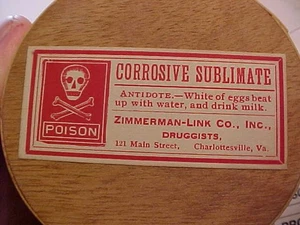 POISON
CORROSIVE SUBLIMATE
ANTIDOTE.—White of eggs beat
up with water, and drink milk.
ZIMMERMAN-LINK CO., INC.,
DRUGGISTS,
121 Main Street, Charlottesville, Va.